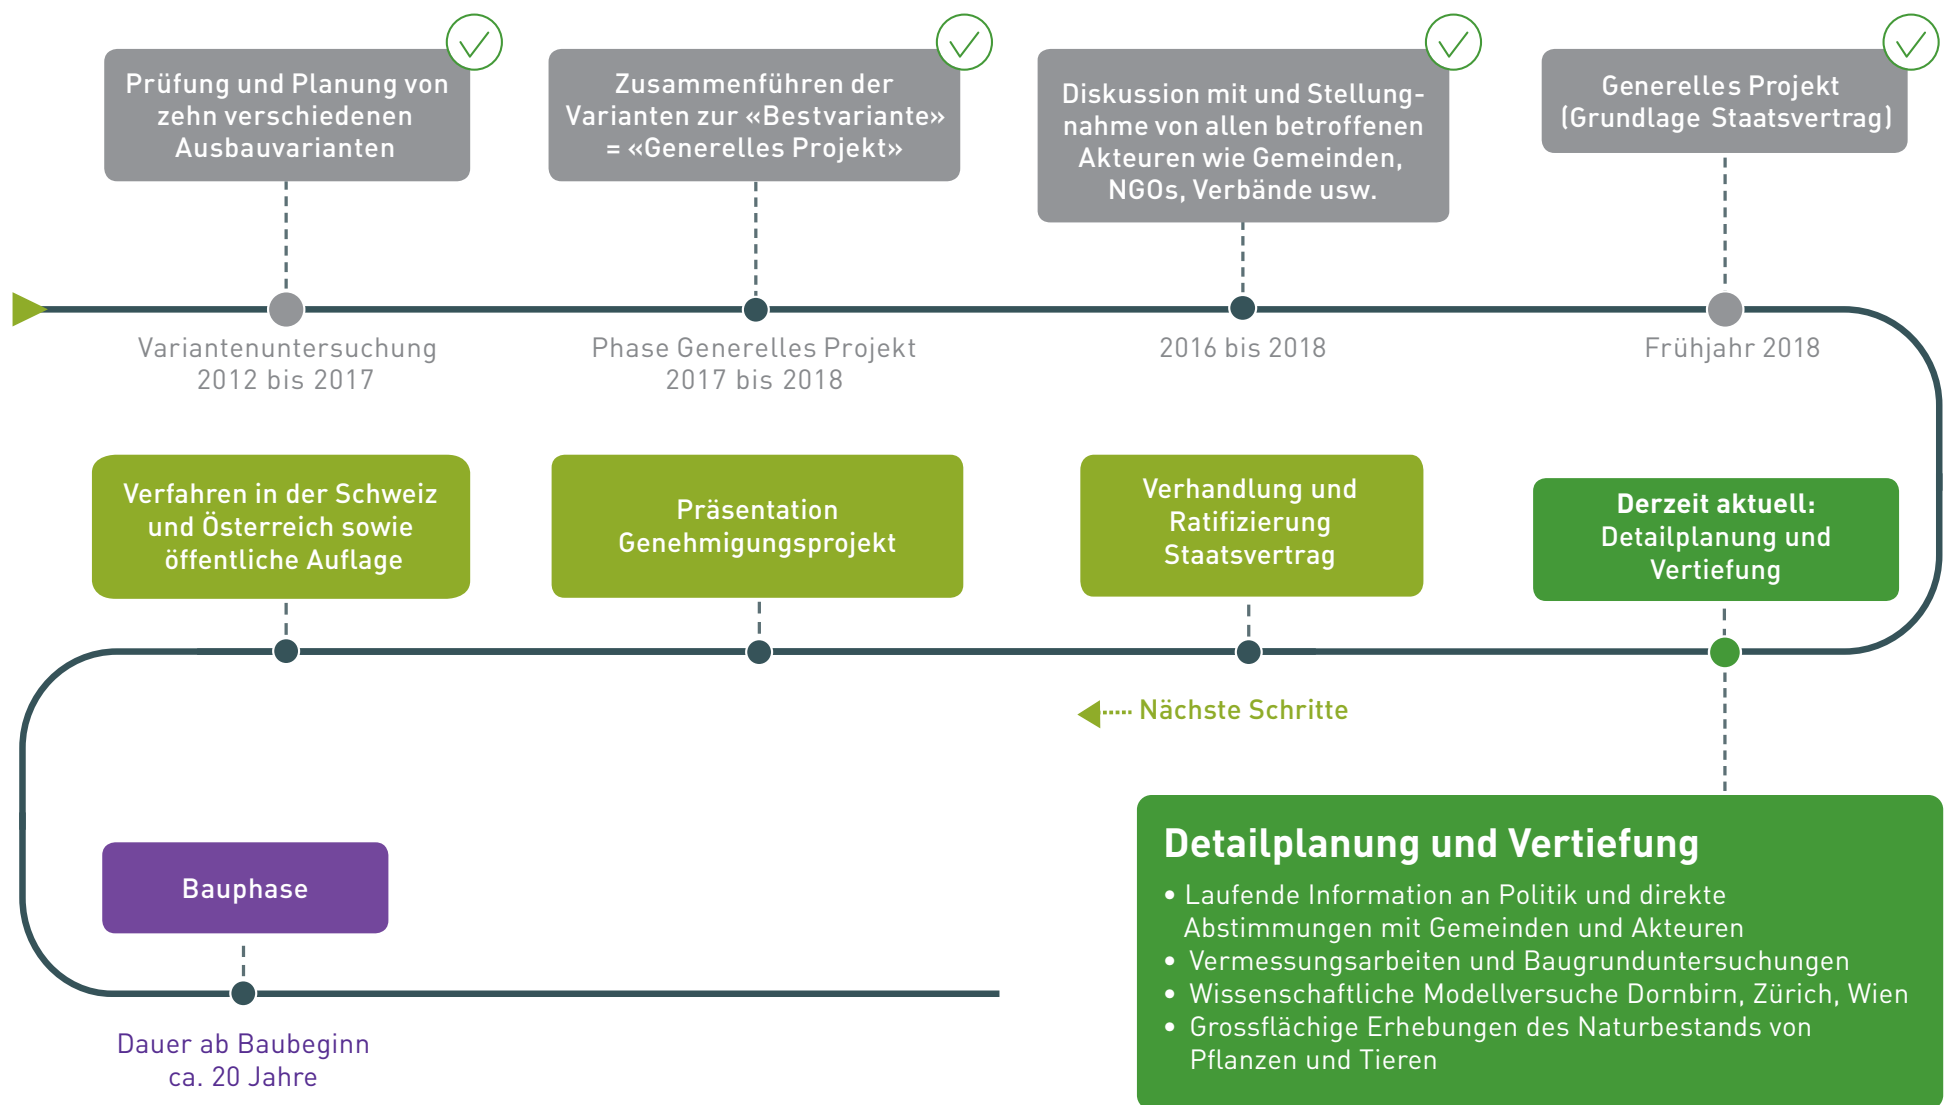 Prüfung und Planung von
zehn verschiedenen
Ausbauvarianten
Zusammenführen der
Varianten zur «Bestvariante»
= «Generelles Projekt»
Diskussion mit und Stellung-
nahme von allen betroffenen
Akteuren wie Gemeinden,
NGOs, Verbände usw.
Generelles Projekt
(Grundlage Staatsvertrag)
Variantenuntersuchung
2012 bis 2017
Phase Generelles Projekt
2017 bis 2018
2016 bis 2018
Frühjahr 2018
Derzeit aktuell:
Detailplanung und
Vertiefung
Verhandlung und
Ratifizierung
Staatsvertrag
Präsentation
Genehmigungsprojekt
Verfahren in der Schweiz
und Österreich sowie
öffentliche Auflage
Nächste Schritte
Detailplanung und Vertiefung
• Laufende Information an Politik und direkte
Abstimmungen mit Gemeinden und Akteuren
• Vermessungsarbeiten und Baugrunduntersuchungen
• Wissenschaftliche Modellversuche Dornbirn, Zürich, Wien
• Grossflächige Erhebungen des Naturbestands von
Pflanzen und Tieren
Bauphase
Dauer ab Baubeginn
ca. 20 Jahre